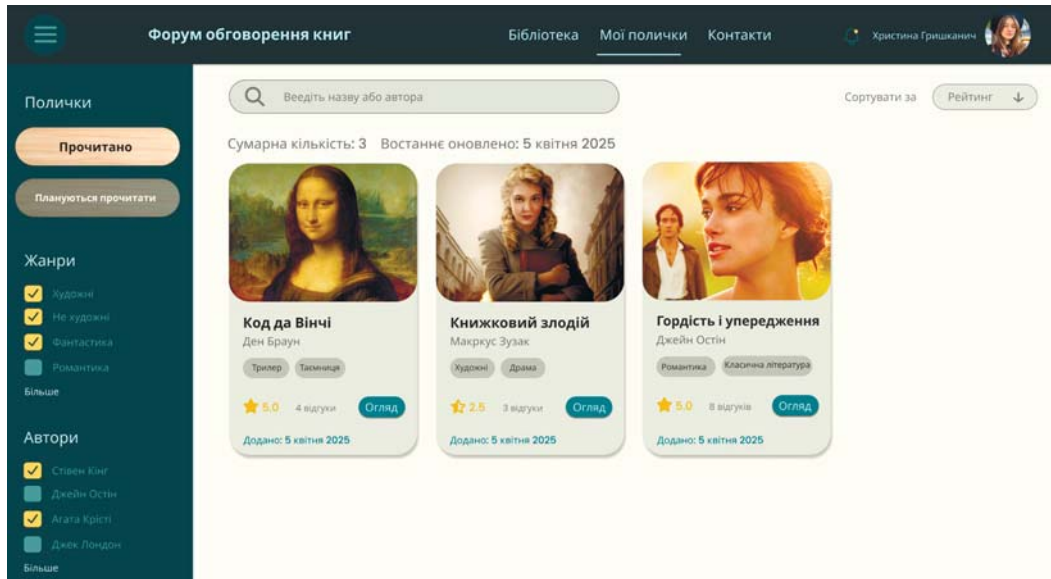 Форум обговорення книг
Бібліотека Мої полички Контакти
Христина Гришканич
Полички
Прочитано
Плануються прочитати
Жанри
Художні
Не художні
Фантастика
Романтика
Більше
Автори
Стівен Кінг
Джейн Остін
Агата Крісті
Джек Лондон
Більше
Веедіть назву або автора
Сортувати за Рейтинг
Сумарна кількість: 3 Востаннє оновлено: 5 квітня 2025
Код да Вінчі
Ден Браун
Трилер Таємниця
5.0 4 відгуки Огляд
Додано: 5 квітня 2025
Книжковий злодій
Макркус Зузак
Художні Драма
2.5 3 відгуки Огляд
Додано: 5 квітня 2025
Гордість і упередження
Джейн Остін
Романтика Класична література
5.0 8 відгуків Огляд
Додано: 5 квітня 2025